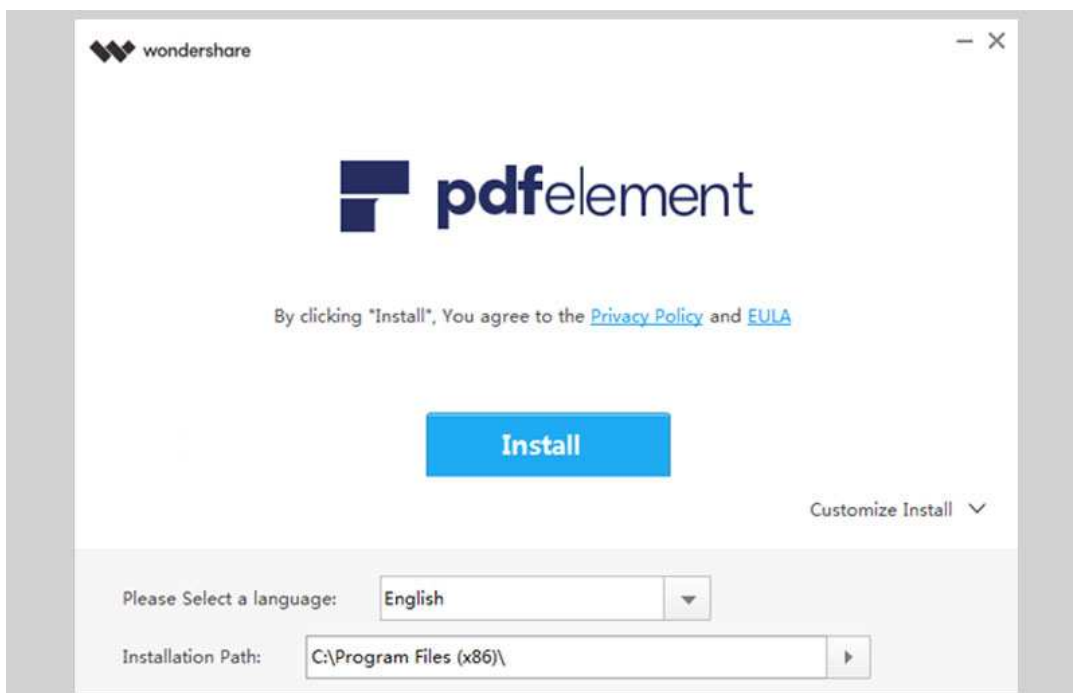 wondershare
pdfelement
By clicking "Install", You agree to the Privacy Policy and EULA
Install
Customize Install
Please Select a language: English
Installation Path: C:\Program Files (x86)\